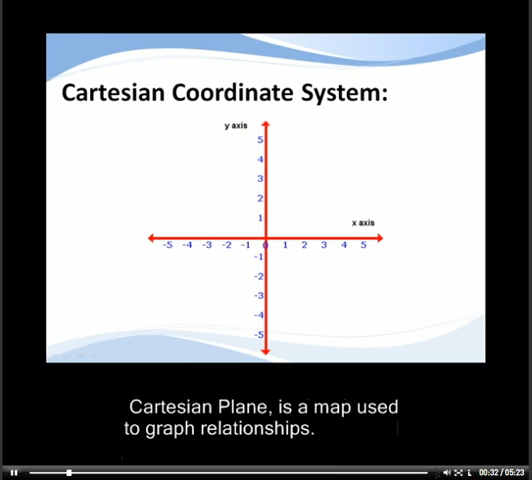 Cartesian Coordinate System:
y axis
5
4
3
2
1
x axis
-5 -4 -3 -2 -1 0 1 2 3 4 5
-1
-2
-3
-4
-5
Cartesian Plane, is a map used
to graph relationships.
00:32 / 05:23